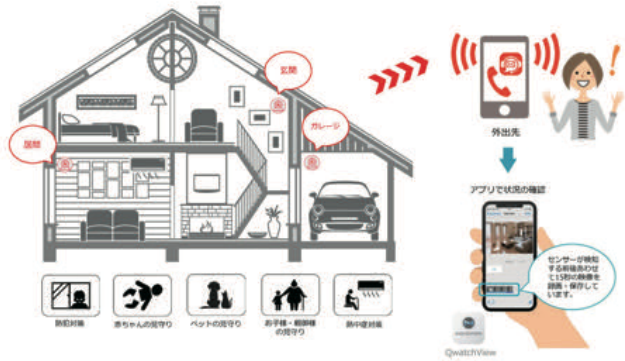 玄関
ガレージ
居間
外出先
アプリで状況の確認
センサーが検知
する前後あわせ
て15秒の映像を
録画・保存して
います。
防犯対策
赤ちゃんの見守り
ペットの見守り
お子様・親御様
の見守り
熱中症対策
QwatchView